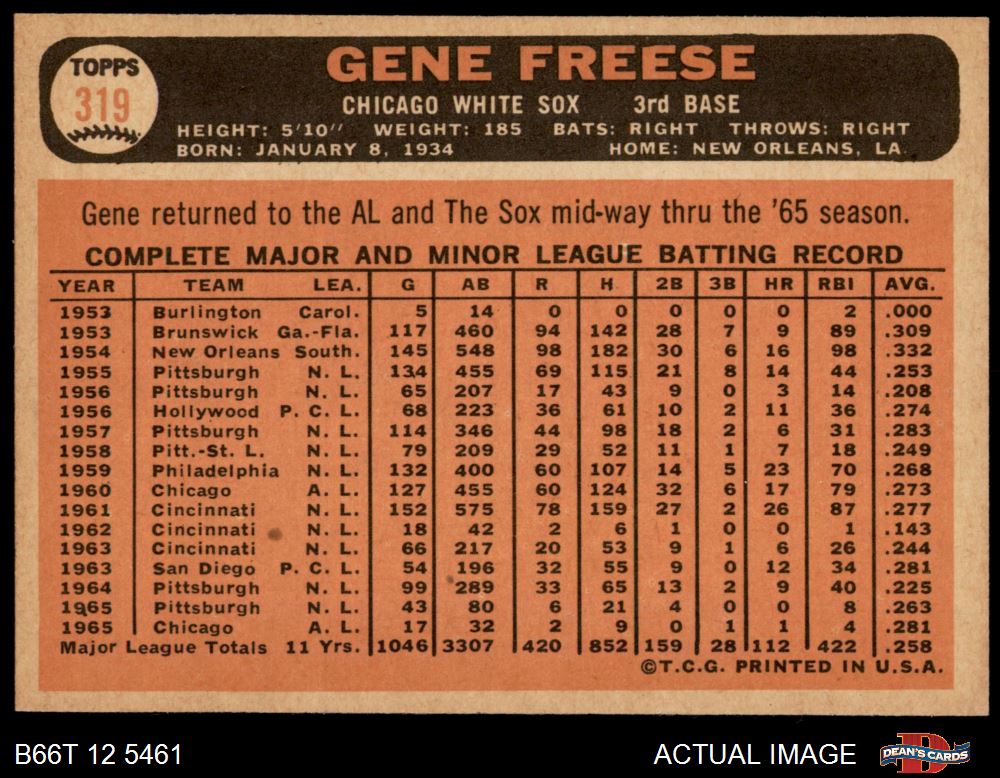 TOPPS
319
GENE FREESE
CHICAGO WHITE SOX 3rd BASE
HEIGHT: 5'10" WEIGHT: 185 BATS: RIGHT THROWS: RIGHT
BORN: JANUARY 8, 1934 HOME: NEW ORLEANS, LA.
Gene returned to the AL and The Sox mid-way thru the '65 season.
COMPLETE MAJOR AND MINOR LEAGUE BATTING RECORD
YEAR TEAM LEA. G AB R H 2B 3B HR RBI AVG.
1953 Burlington Carol. 5 14 0 0 0 0 0 2 .000
1953 Brunswick Ga.-Fla. 117 460 94 142 28 7 9 89 .309
1954 New Orleans South. 145 548 98 182 30 6 16 98 .332
1955 Pittsburgh N. L. 134 455 69 115 21 8 14 44 .253
1956 Pittsburgh N. L. 65 207 17 43 9 0 3 14 .208
1956 Hollywood P. C. L. 68 223 36 61 10 2 11 36 .274
1957 Pittsburgh N. L. 114 346 44 98 18 2 6 31 .283
1958 Pitt.-St. L. N. L. 79 209 29 52 11 1 7 18 .249
1959 Philadelphia N. L. 132 400 60 107 14 5 23 70 .268
1960 Chicago A. L. 127 455 60 124 32 6 17 79 .273
1961 Cincinnati N. L. 152 575 78 159 27 2 26 87 .277
1962 Cincinnati N. L. 18 42 2 6 1 0 0 1 .143
1963 Cincinnati N. L. 66 217 20 53 9 1 6 26 .244
1963 San Diego P. C. L. 54 196 32 55 9 0 12 34 .281
1964 Pittsburgh N. L. 99 289 33 65 13 2 9 40 .225
1965 Pittsburgh N. L. 43 80 6 21 4 0 0 8 .263
1965 Chicago A. L. 17 32 2 9 0 1 1 4 .281
Major League Totals 11 Yrs. 1046 3307 420 852 159 28 112 422 .258
©T.C.G. PRINTED IN U.S.A.
B66T 12 5461 ACTUAL IMAGE
DEAN'S CARDS